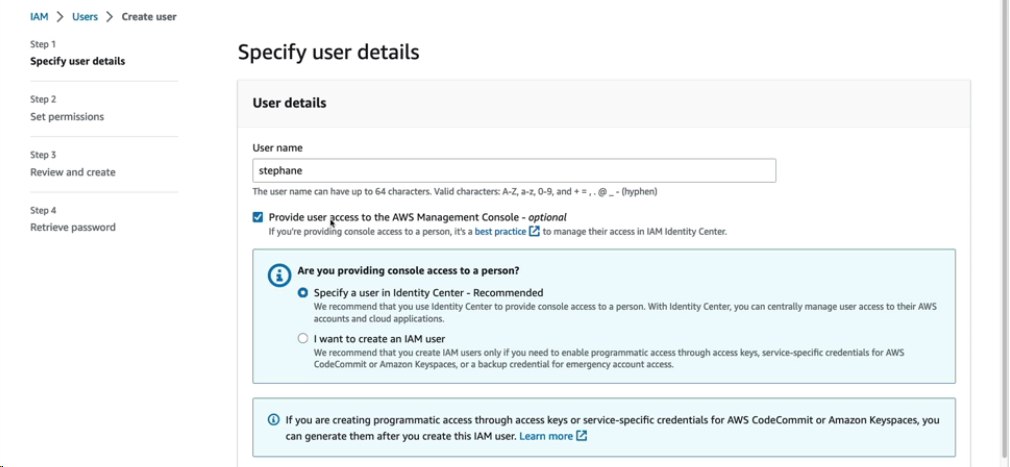 IAM > Users > Create user
Step 1
Specify user details
Step 2
Set permissions
Step 3
Review and create
Step 4
Retrieve password
Specify user details
User details
User name
stephane
The user name can have up to 64 characters. Valid characters: A-Z, a-z, 0-9, and + = , . @ _ - (hyphen)
Provide user access to the AWS Management Console - optional
If you're providing console access to a person, it's a best practice to manage their access in IAM Identity Center.
Are you providing console access to a person?
Specify a user in Identity Center - Recommended
We recommend that you use Identity Center to provide console access to a person. With Identity Center, you can centrally manage user access to their AWS
accounts and cloud applications.
I want to create an IAM user
We recommend that you create IAM users only if you need to enable programmatic access through access keys, service-specific credentials for AWS
CodeCommit or Amazon Keyspaces, or a backup credential for emergency account access.
If you are creating programmatic access through access keys or service-specific credentials for AWS CodeCommit or Amazon Keyspaces, you
can generate them after you create this IAM user. Learn more